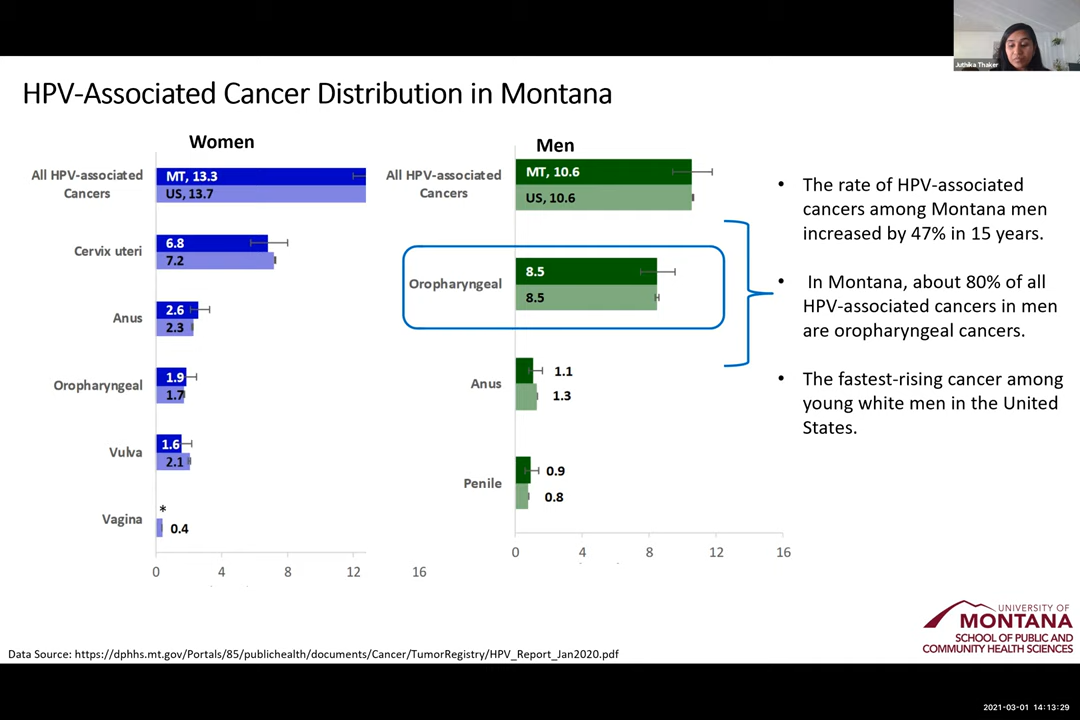 Juthika Thaker
HPV-Associated Cancer Distribution in Montana
Women
All HPV-associated
Cancers
MT, 13.3
US, 13.7
Cervix uteri
6.8
7.2
Anus
2.6
2.3
Oropharyngeal
1.9
1.7
Vulva
1.6
2.1
Vagina
*
0.4
0 4 8 12 16
Men
All HPV-associated
Cancers
MT, 10.6
US, 10.6
Oropharyngeal
8.5
8.5
Anus
1.1
1.3
Penile
0.9
0.8
0 4 8 12 16
• The rate of HPV-associated
cancers among Montana men
increased by 47% in 15 years.
• In Montana, about 80% of all
HPV-associated cancers in men
are oropharyngeal cancers.
• The fastest-rising cancer among
young white men in the United
States.
UNIVERSITY OF
MONTANA
SCHOOL OF PUBLIC AND
COMMUNITY HEALTH SCIENCES
Data Source: https://dphhs.mt.gov/Portals/85/publichealth/documents/Cancer/TumorRegistry/HPV_Report_Jan2020.pdf
2021-03-01 14:13:29